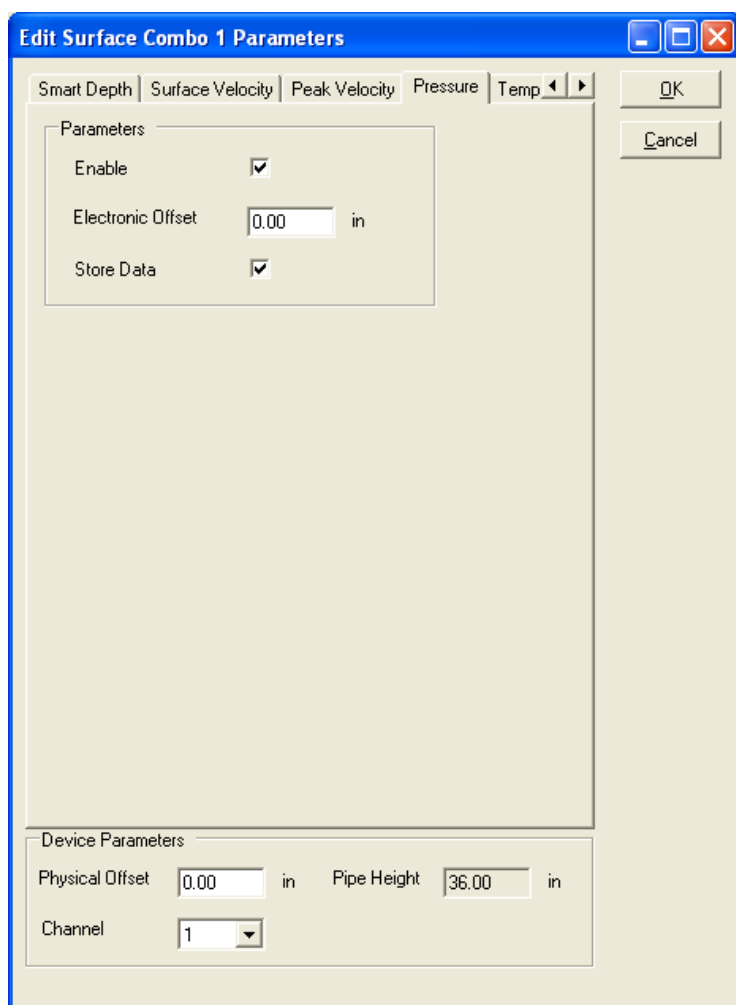 Edit Surface Combo 1 Parameters
Smart Depth Surface Velocity Peak Velocity Pressure Temp
OK
Cancel
Parameters
Enable
Electronic Offset 0.00 in
Store Data
Device Parameters
Physical Offset 0.00 in Pipe Height 36.00 in
Channel 1